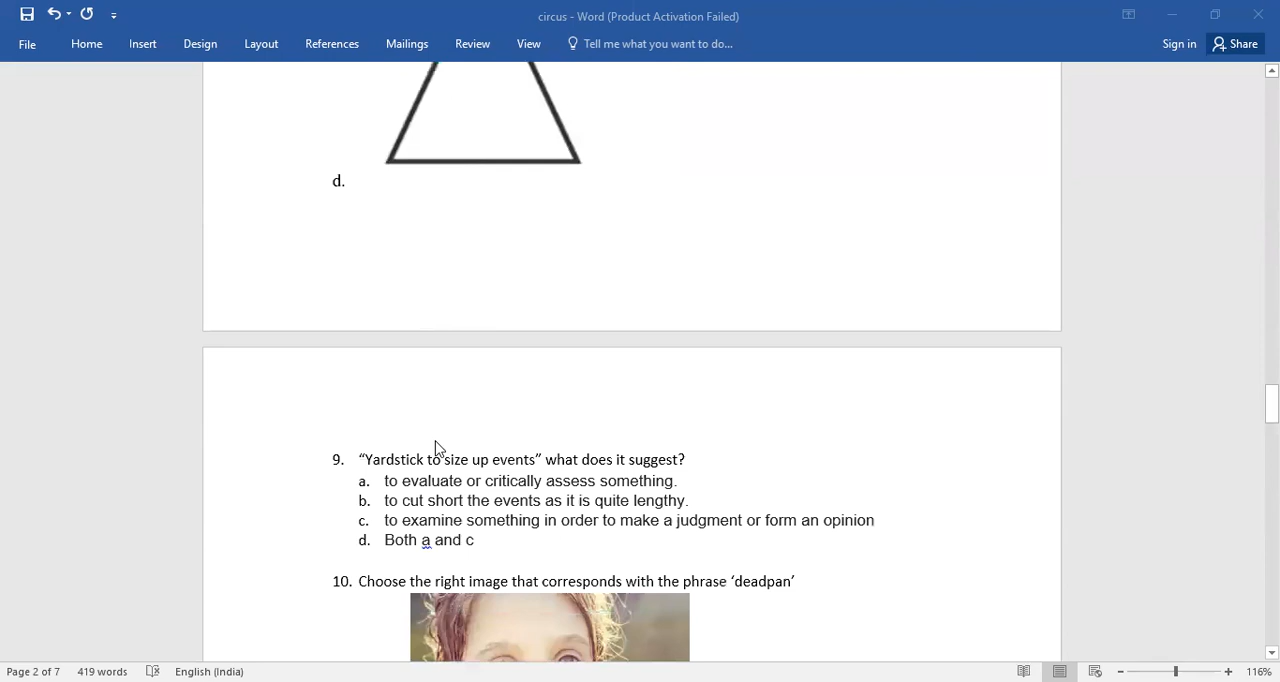 circus - Word (Product Activation Failed)
File Home Insert Design Layout References Mailings Review View Tell me what you want to do... Sign in Share
d.
9. “Yardstick to size up events” what does it suggest?
a. to evaluate or critically assess something.
b. to cut short the events as it is quite lengthy.
c. to examine something in order to make a judgment or form an opinion
d. Both a and c
10. Choose the right image that corresponds with the phrase ‘deadpan’
Page 2 of 7 419 words English (India) 116%